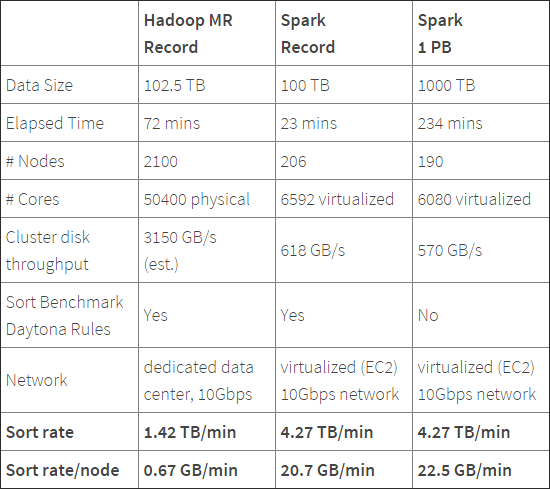 Hadoop MR Record Spark Record Spark 1 PB
Data Size 102.5 TB 100 TB 1000 TB
Elapsed Time 72 mins 23 mins 234 mins
# Nodes 2100 206 190
# Cores 50400 physical 6592 virtualized 6080 virtualized
Cluster disk throughput 3150 GB/s (est.) 618 GB/s 570 GB/s
Sort Benchmark Daytona Rules Yes Yes No
Network dedicated data center, 10Gbps virtualized (EC2) 10Gbps network virtualized (EC2) 10Gbps network
Sort rate 1.42 TB/min 4.27 TB/min 4.27 TB/min
Sort rate/node 0.67 GB/min 20.7 GB/min 22.5 GB/min